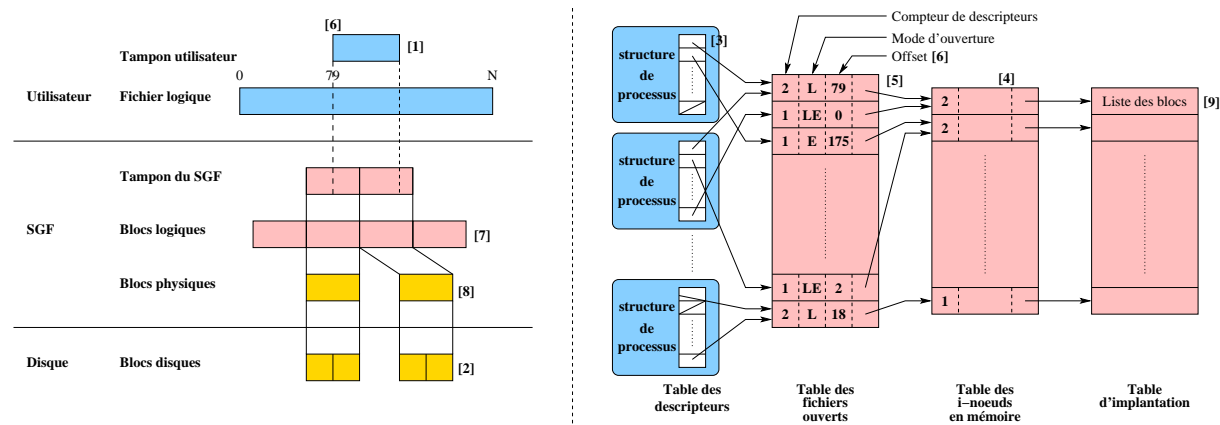 [6]
[1]
Tampon utilisateur
0
79
N
Utilisateur
Fichier logique
Tampon du SGF
SGF
Blocs logiques
[7]
Blocs physiques
[8]
Disque
Blocs disques
[2]
Compteur de descripteurs
Mode d'ouverture
Offset [6]
structure
de
processus
[3]
[5]
[4]
[9]
2 L 79
1 LE 0
1 E 175
2
2
Liste des blocs
structure
de
processus
1 LE 2
2 L 18
1
structure
de
processus
Table des
descripteurs
Table des
fichiers
ouverts
Table des
i-noeuds
en mémoire
Table
d'implantation